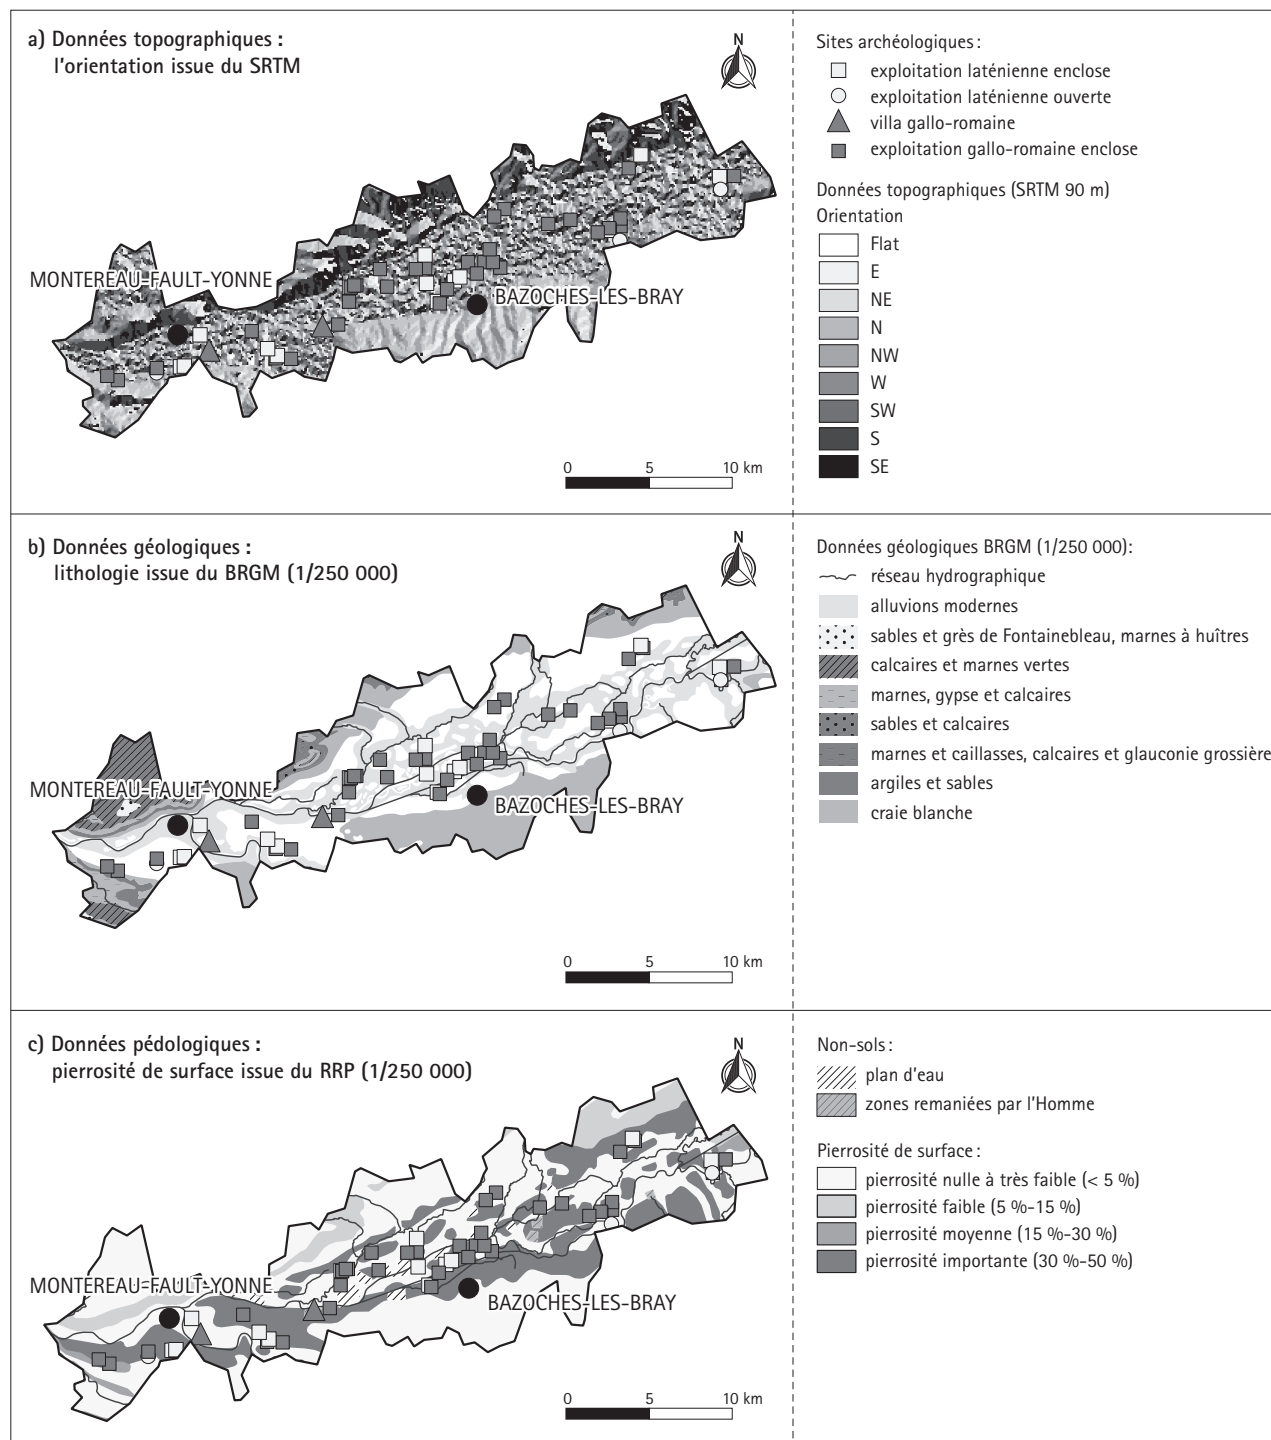 a) Données topographiques :
l'orientation issue du SRTM
N
MONTEREAU-FAULT-YONNE
BAZOCHES-LES-BRAY
0 5 10 km
Sites archéologiques :
exploitation laténienne enclose
exploitation laténienne ouverte
villa gallo-romaine
exploitation gallo-romaine enclose
Données topographiques (SRTM 90 m)
Orientation
Flat
E
NE
N
NW
W
SW
S
SE
b) Données géologiques :
lithologie issue du BRGM (1/250 000)
N
MONTEREAU-FAULT-YONNE
BAZOCHES-LES-BRAY
0 5 10 km
Données géologiques BRGM (1/250 000):
réseau hydrographique
alluvions modernes
sables et grès de Fontainebleau, marnes à huîtres
calcaires et marnes vertes
marnes, gypse et calcaires
sables et calcaires
marnes et caillasses, calcaires et glauconie grossière
argiles et sables
craie blanche
c) Données pédologiques :
pierrosité de surface issue du RRP (1/250 000)
N
MONTEREAU-FAULT-YONNE
BAZOCHES-LES-BRAY
0 5 10 km
Non-sols :
plan d'eau
zones remaniées par l'Homme
Pierrosité de surface :
pierrosité nulle à très faible (< 5 %)
pierrosité faible (5 %-15 %)
pierrosité moyenne (15 %-30 %)
pierrosité importante (30 %-50 %)